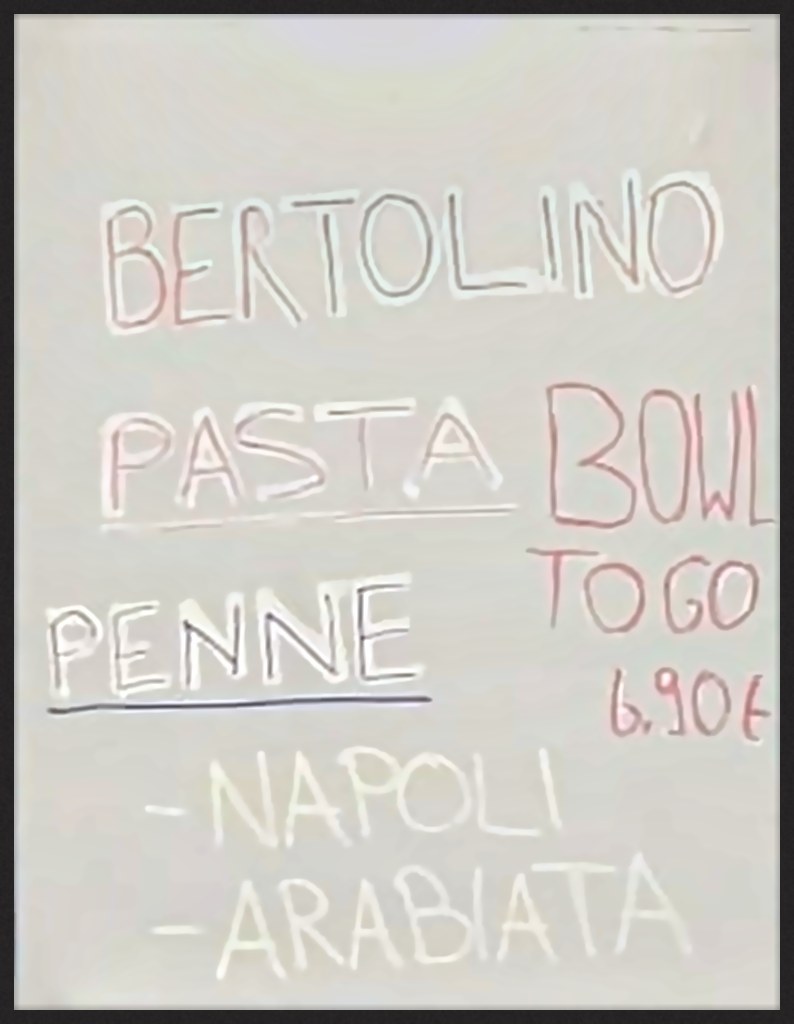 BERTOLINO
PASTA BOWL
TO GO
PENNE
6.90€
- NAPOLI
- ARABIATA